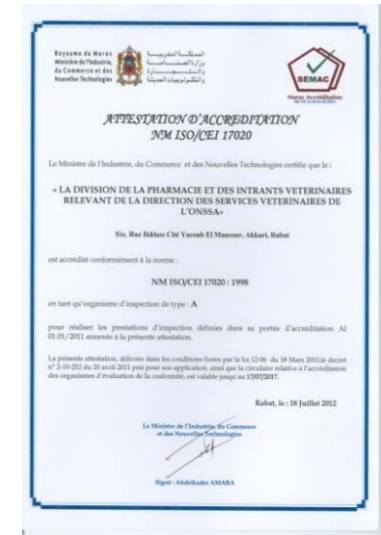 Royaume du Maroc
Ministère de l'Industrie,
du Commerce et des
Nouvelles Technologies
المملكة المغربية
وزارة الصناعة
والتجارة
والتكنولوجيات الحديثة
SEMAC
Maroc Accréditation
ATTESTATION D'ACCREDITATION
NM ISO/CEI 17020
Le Ministre de l'Industrie, du Commerce et des Nouvelles Technologies certifie que le :
« LA DIVISION DE LA PHARMACIE ET DES INTRANTS VETERINAIRES
RELEVANT DE LA DIRECTION DES SERVICES VETERINAIRES DE
L'ONSSA»
Sis, Rue Ikhlass Cité Yacoub El Mansour, Akkari, Rabat
est accrédité conformément à la norme :
NM ISO/CEI 17020 : 1998
en tant qu'organisme d'inspection de type : A
pour réaliser les prestations d'inspection définies dans sa portée d'accréditation AI
01.01/2011 annexée à la présente attestation.
La présente attestation, délivrée dans les conditions fixées par la loi 12-06 du 18 Mars 2010,le decret
n° 2-10-252 du 20 avril 2011 pris pour son application, ainsi que la circulaire relative à l'accréditation
des organismes d'évaluation de la conformité, est valable jusqu'au 17/07/2017.
Rabat, le : 18 Juillet 2012
Le Ministre de l'Industrie, du Commerce
et des Nouvelles Technologies
Signé : Abdelkader AMARA